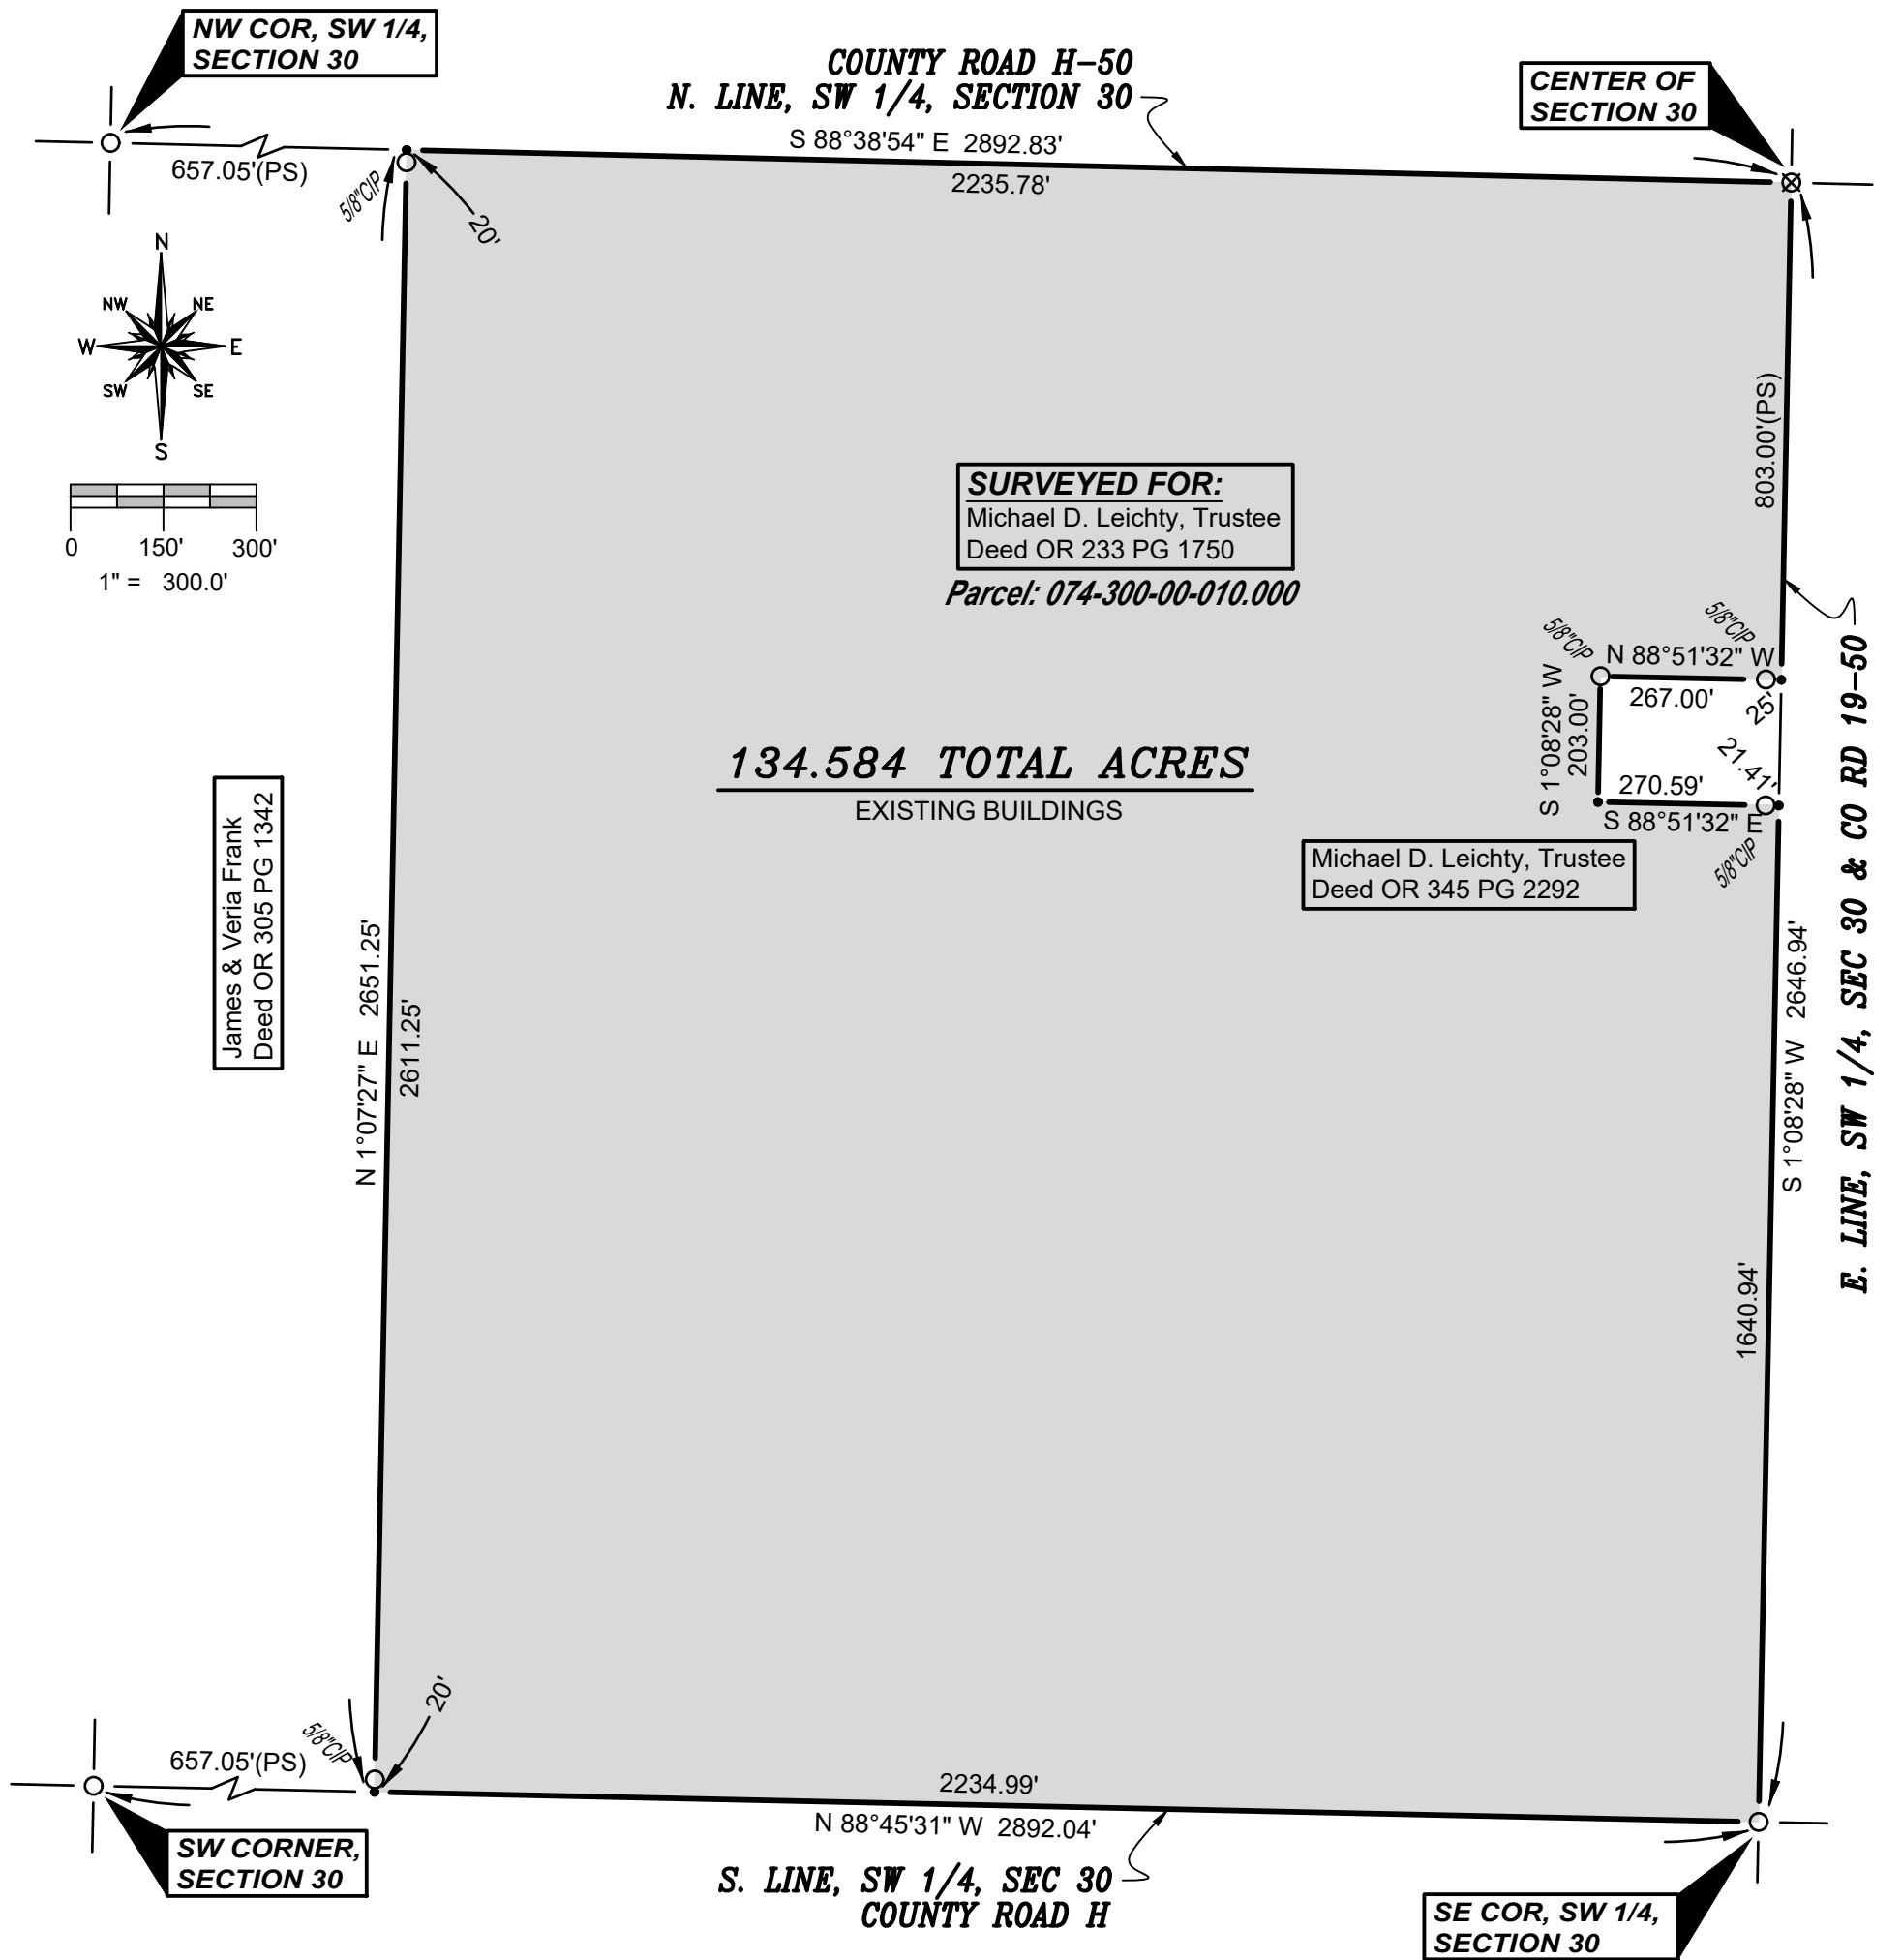 NW COR, SW 1/4,
SECTION 30
COUNTY ROAD H-50
N. LINE, SW 1/4, SECTION 30
CENTER OF
SECTION 30
S 88°38'54" E 2892.83'
2235.78'
657.05'(PS)
5/8"CIP
20'
N
NW
NE
W
E
SW
SE
S
0 150' 300'
1" = 300.0'
803.00'(PS)
SURVEYED FOR:
Michael D. Leichty, Trustee
Deed OR 233 PG 1750
Parcel: 074-300-00-010.000
5/8"CIP
5/8"CIP
N 88°51'32" W
267.00'
25'
S 1°08'28" W
203.00'
21.41'
270.59'
S 88°51'32" E
5/8"CIP
134.584 TOTAL ACRES
EXISTING BUILDINGS
Michael D. Leichty, Trustee
Deed OR 345 PG 2292
James & Veria Frank
Deed OR 305 PG 1342
N 1°07'27" E 2651.25'
2611.25'
S 1°08'28" W 2646.94'
1640.94'
E. LINE, SW 1/4, SEC 30 & CO RD 19-50
20'
5/8"CIP
657.05'(PS)
2234.99'
N 88°45'31" W 2892.04'
SW CORNER,
SECTION 30
S. LINE, SW 1/4, SEC 30
COUNTY ROAD H
SE COR, SW 1/4,
SECTION 30